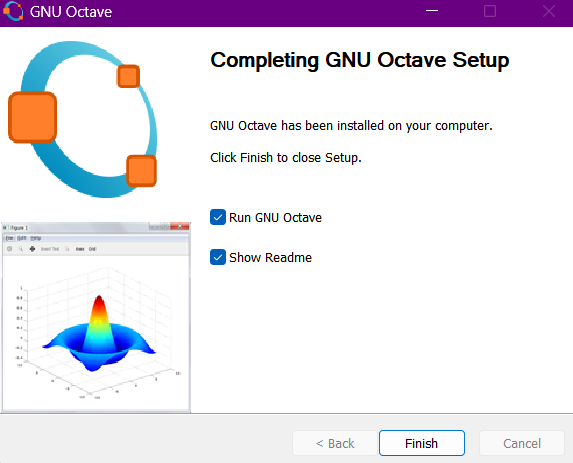 GNU Octave
Completing GNU Octave Setup
GNU Octave has been installed on your computer.
Click Finish to close Setup.
Run GNU Octave
Show Readme
Figure 1
< Back
Finish
Cancel